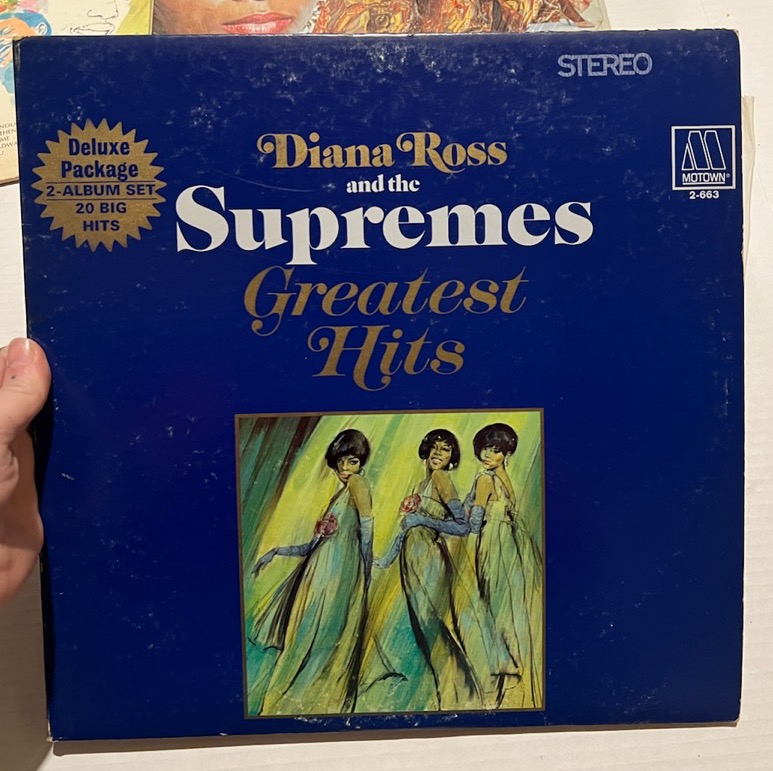 STEREO
Deluxe
Package
2-ALBUM SET
20 BIG
HITS
Diana Ross
and the
Supremes
Greatest
Hits
M
MOTOWN®
2-663